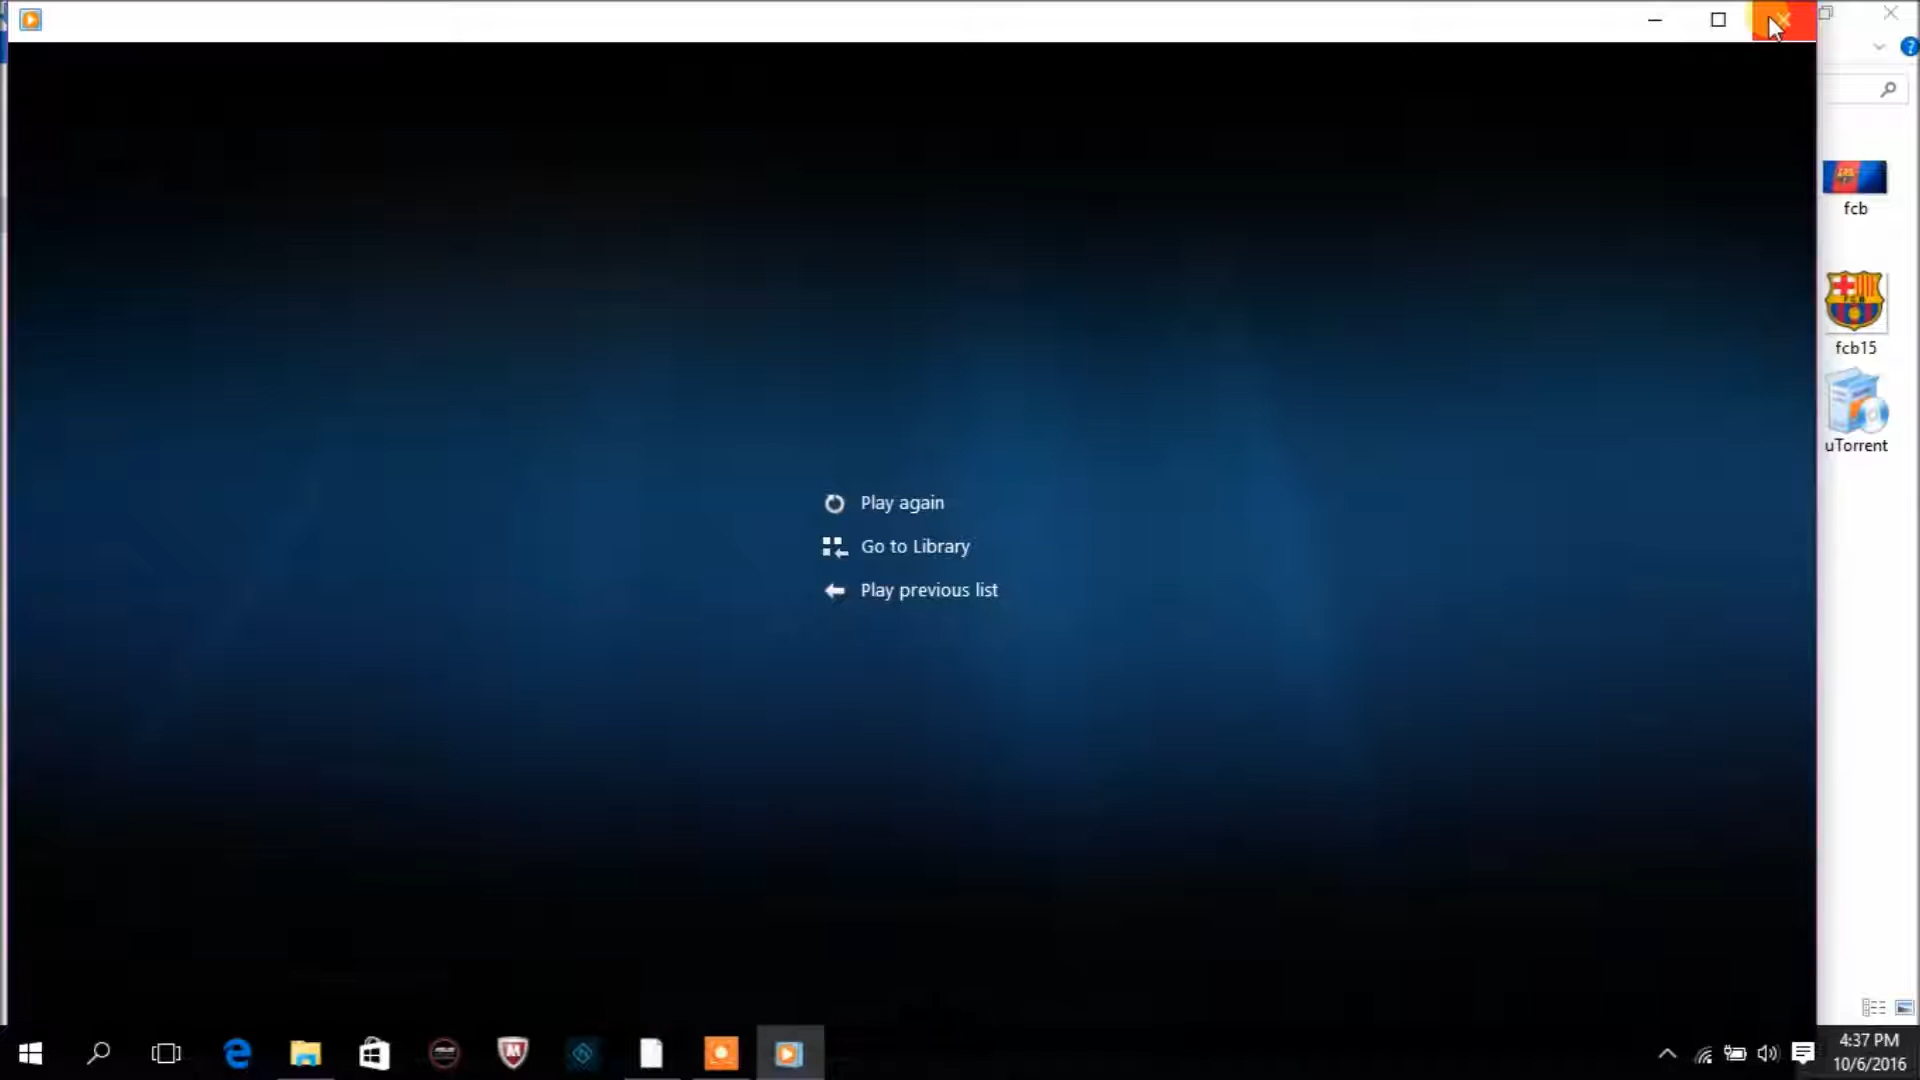 fcb
fcb15
uTorrent
Play again
Go to Library
Play previous list
4:37 PM
10/6/2016